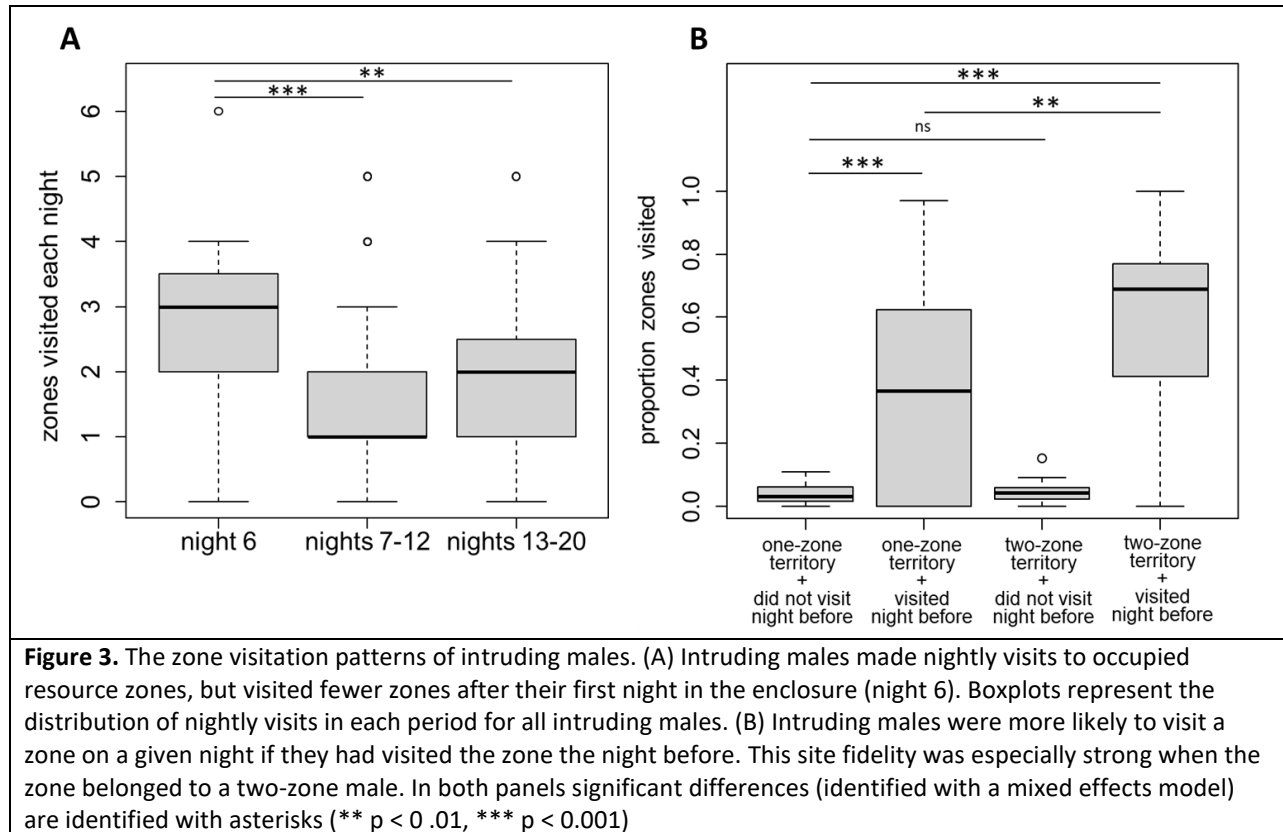 A
zones visited each night
6
5
4
3
2
1
0
**
***
night 6
nights 7-12
nights 13-20
B
proportion zones visited
1.0
0.8
0.6
0.4
0.2
0.0
***
**
ns
***
one-zone
territory
+
did not visit
night before
one-zone
territory
+
visited
night before
two-zone
territory
+
did not visit
night before
two-zone
territory
+
visited
night before
Figure 3. The zone visitation patterns of intruding males. (A) Intruding males made nightly visits to occupied
resource zones, but visited fewer zones after their first night in the enclosure (night 6). Boxplots represent the
distribution of nightly visits in each period for all intruding males. (B) Intruding males were more likely to visit a
zone on a given night if they had visited the zone the night before. This site fidelity was especially strong when the
zone belonged to a two-zone male. In both panels significant differences (identified with a mixed effects model)
are identified with asterisks (** p < 0 .01, *** p < 0.001)